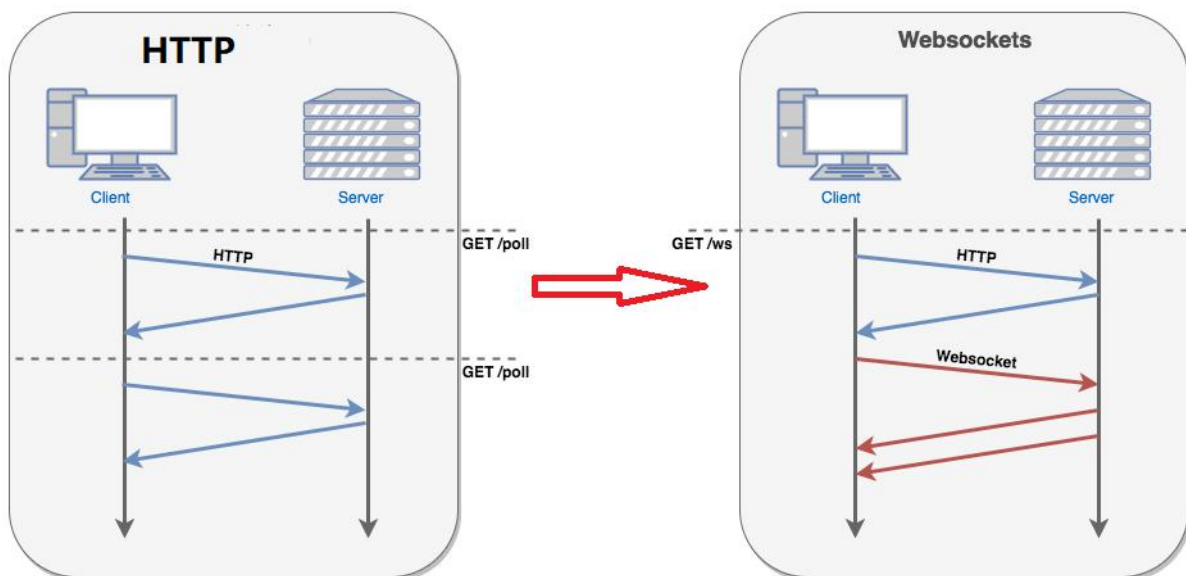 HTTP
Client
Server
GET /poll
HTTP
GET /poll
Websockets
Client
Server
GET /ws
HTTP
Websocket